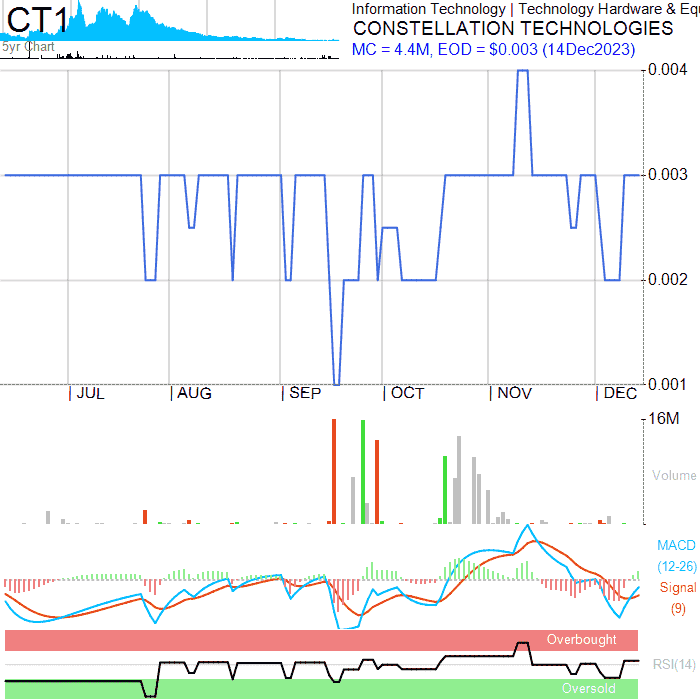 CT1
5yr Chart
Information Technology | Technology Hardware & Equ
CONSTELLATION TECHNOLOGIES
MC = 4.4M, EOD = $0.003 (14Dec2023)
0.004
0.003
0.002
0.001
JUL AUG SEP OCT NOV DEC
16M
Volume
MACD
(12-26)
Signal
(9)
Overbought
RSI(14)
Oversold